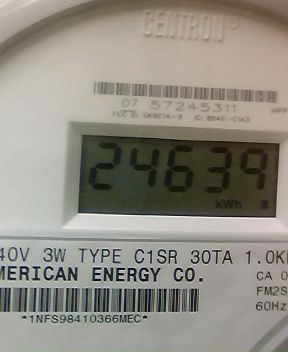 CENTRON®
07 57245311
24639
kWh
40V 3W TYPE C1SR 30TA 1.0K
MERICAN ENERGY CO.
CA 0
FM2S
60Hz
*1NFS98410366MEC*